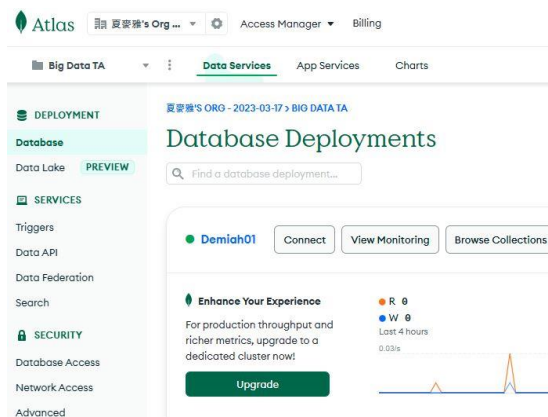 Atlas
夏寥雅's Org ...
Access Manager
Billing
Big Data TA
Data Services
App Services
Charts
DEPLOYMENT
Database
Data Lake PREVIEW
SERVICES
Triggers
Data API
Data Federation
Search
SECURITY
Database Access
Network Access
Advanced
夏寥雅'S ORG - 2023-03-17 > BIG DATA TA
Database Deployments
Find a database deployment...
Demiah01
Connect
View Monitoring
Browse Collections
Enhance Your Experience
For production throughput and
richer metrics, upgrade to a
dedicated cluster now!
Upgrade
R 0
W 0
Last 4 hours
0.03/s